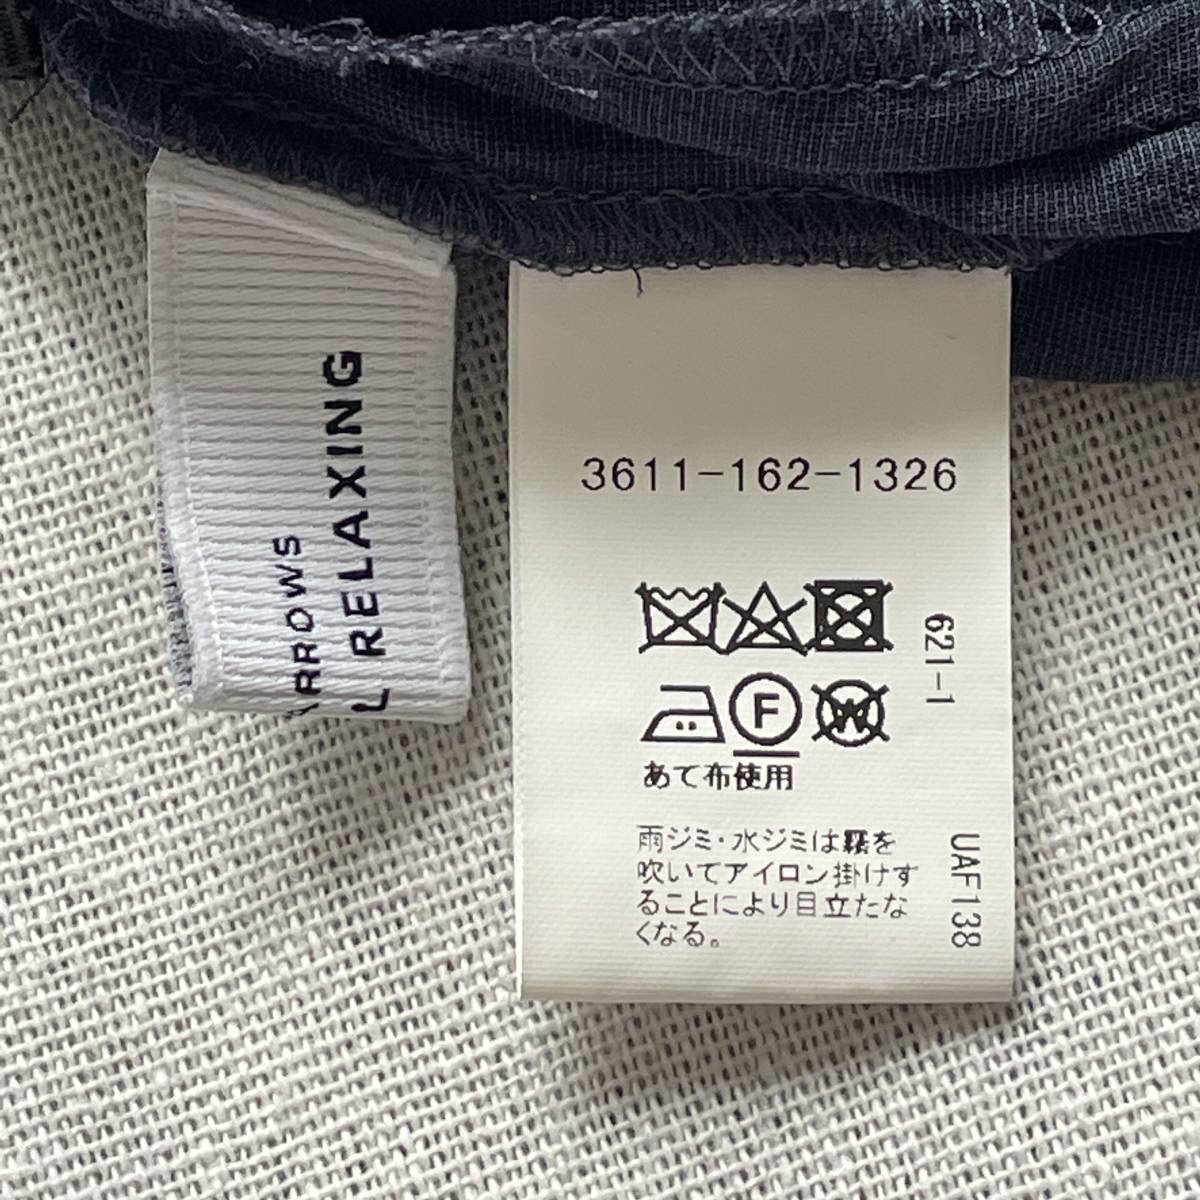 ARROWS
L RELAXING
3611-162-1326
621-1
F
W
あて布使用
雨ジミ・水ジミは霧を
吹いてアイロン掛けす
ることにより目立たな
くなる。
UAF138